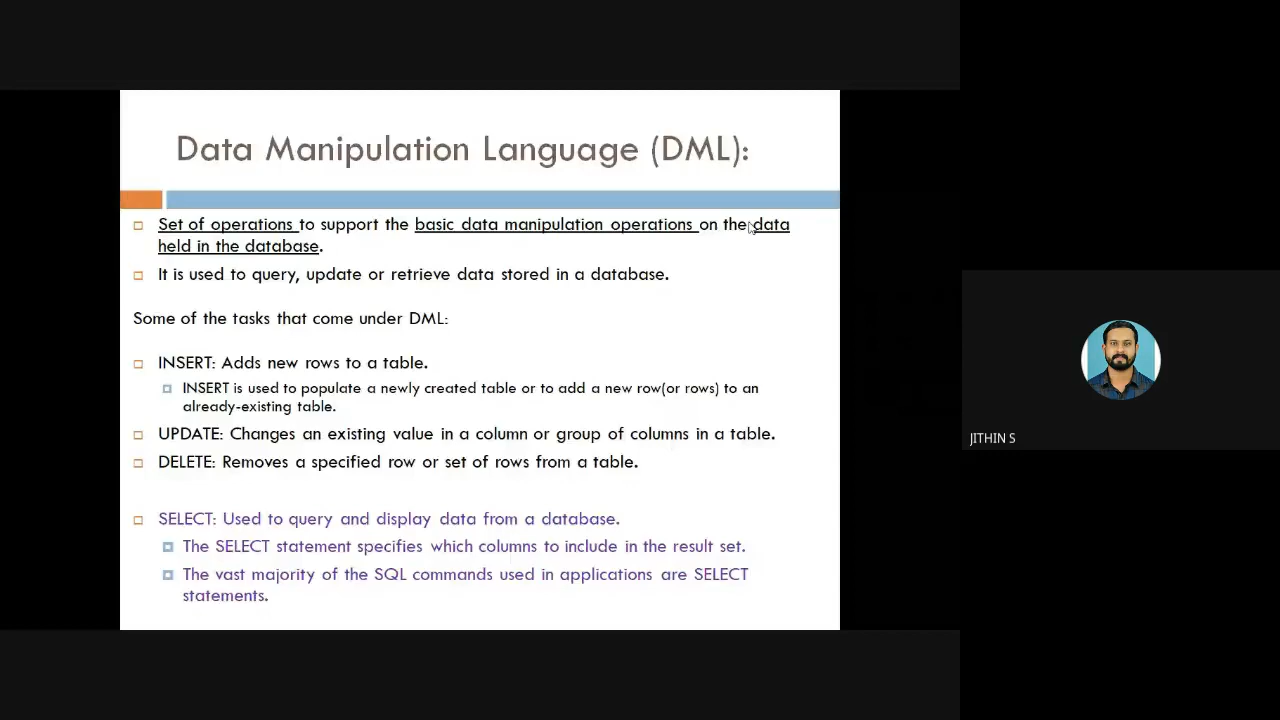 Data Manipulation Language (DML):
Set of operations to support the basic data manipulation operations on the data
held in the database.
It is used to query, update or retrieve data stored in a database.
Some of the tasks that come under DML:
INSERT: Adds new rows to a table.
INSERT is used to populate a newly created table or to add a new row(or rows) to an
already-existing table.
UPDATE: Changes an existing value in a column or group of columns in a table.
DELETE: Removes a specified row or set of rows from a table.
SELECT: Used to query and display data from a database.
The SELECT statement specifies which columns to include in the result set.
The vast majority of the SQL commands used in applications are SELECT
statements.
JITHIN S